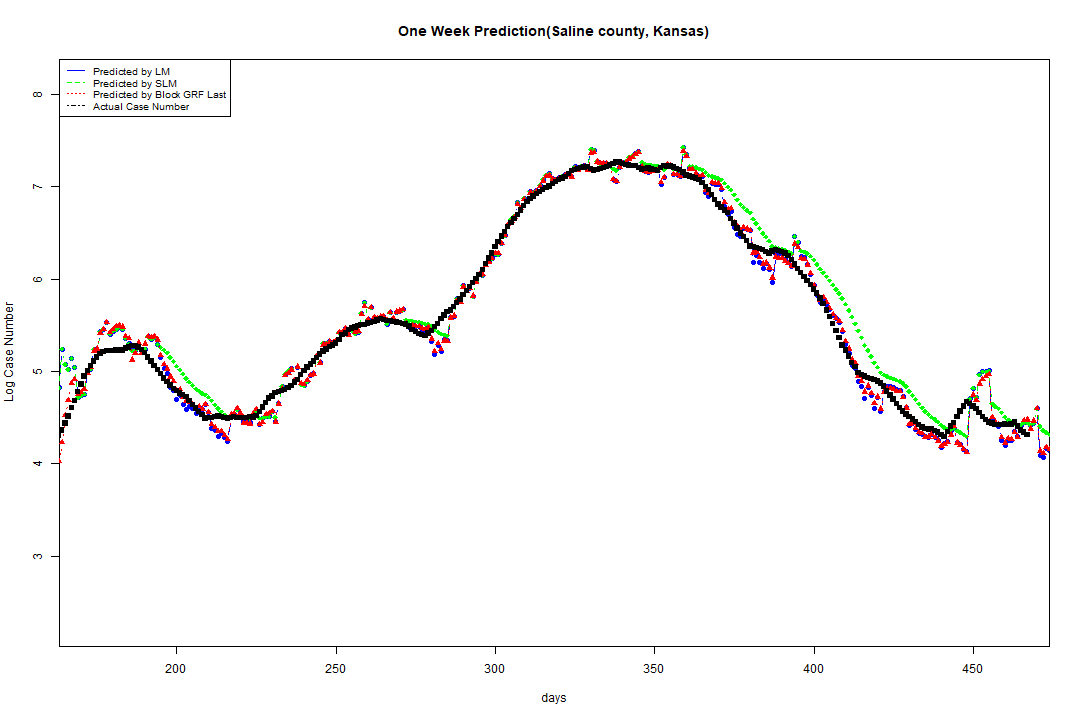 One Week Prediction(Saline county, Kansas)
Predicted by LM
Predicted by SLM
Predicted by Block GRF Last
Actual Case Number
8
7
6
5
4
3
Log Case Number
200 250 300 350 400 450
days